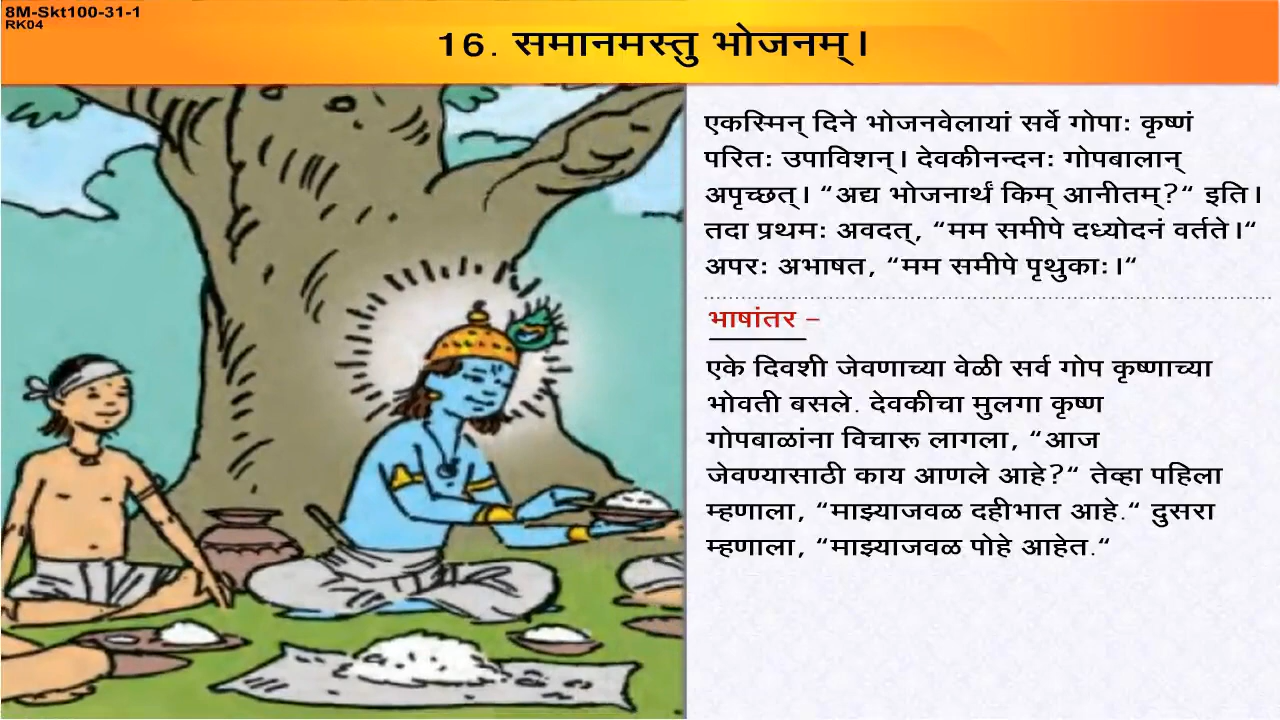 8M-Skt100-31-1
RK04
16. समानमस्तु भोजनम्।
एकस्मिन् दिने भोजनवेलायां सर्वे गोपाः कृष्णं
परितः उपाविशन्। देवकीनन्दनः गोपबालान्
अपृच्छत्। “अद्य भोजनार्थं किम् आनीतम्?“ इति।
तदा प्रथमः अवदत्, “मम समीपे दध्योदनं वर्तते।“
अपरः अभाषत, “मम समीपे पृथुकाः।“
भाषांतर –
एके दिवशी जेवणाच्या वेळी सर्व गोप कृष्णाच्या
भोवती बसले. देवकीचा मुलगा कृष्ण
गोपबाळांना विचारू लागला, “आज
जेवण्यासाठी काय आणले आहे?“ तेव्हा पहिला
म्हणाला, “माझ्याजवळ दहीभात आहे.“ दुसरा
म्हणाला, “माझ्याजवळ पोहे आहेत.“